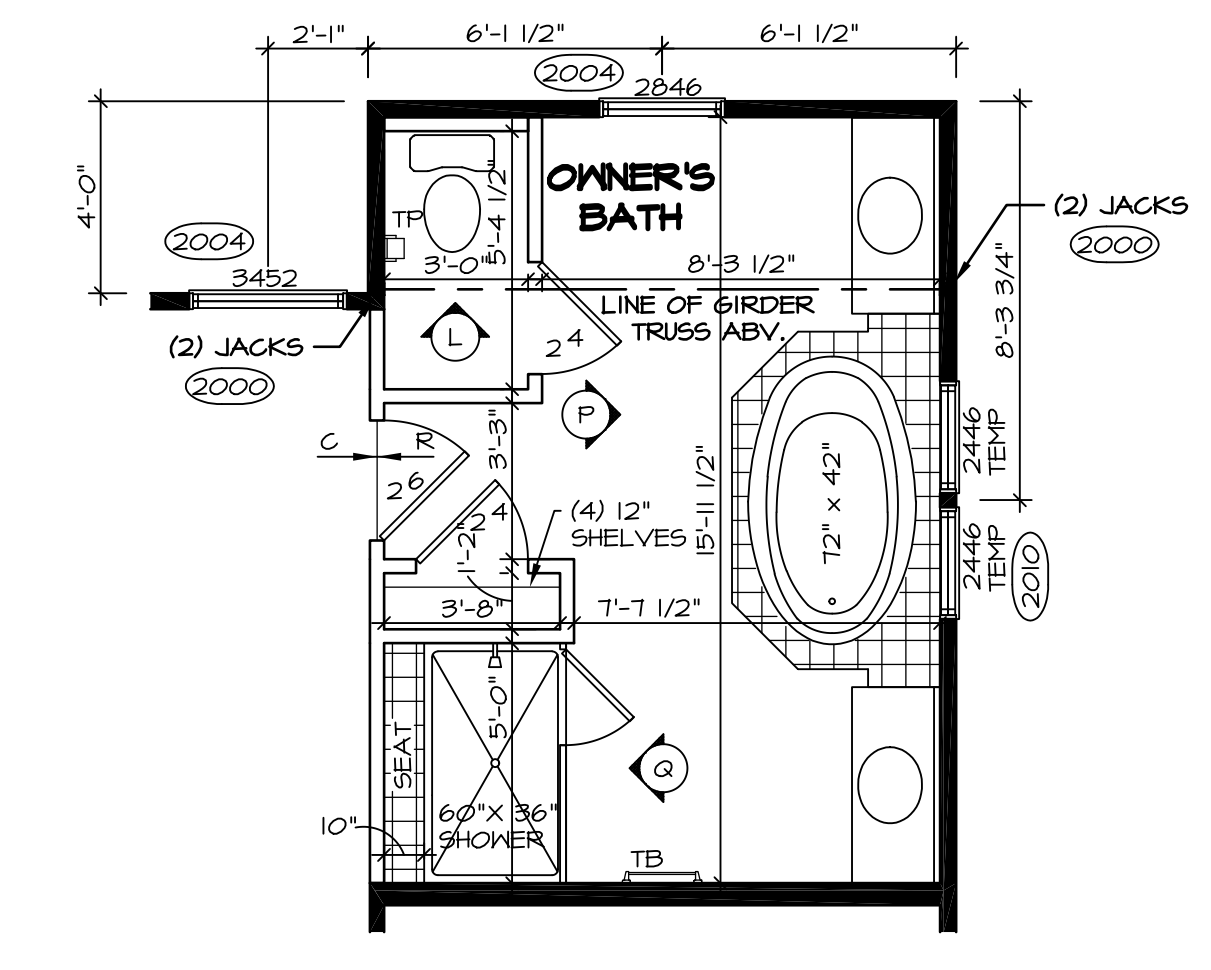 2'-1"
6'-1 1/2"
6'-1 1/2"
2004
2846
4'-0"
OWNER'S
BATH
TP
5'-4 1/2"
(2) JACKS
2000
2004
3452
3'-0"
8'-3 1/2"
8'-3 3/4"
LINE OF GIRDER
TRUSS ABV.
(2) JACKS
2000
L
2 4
P
C
R
3'-3"
2446
TEMP
2 6
15'-11 1/2"
72" x 42"
2 4
(4) 12"
SHELVES
1'-2"
2446
TEMP
2010
3'-8"
7'-7 1/2"
5'-0"
SEAT
Q
10"
60"X 36"
SHOWER
TB